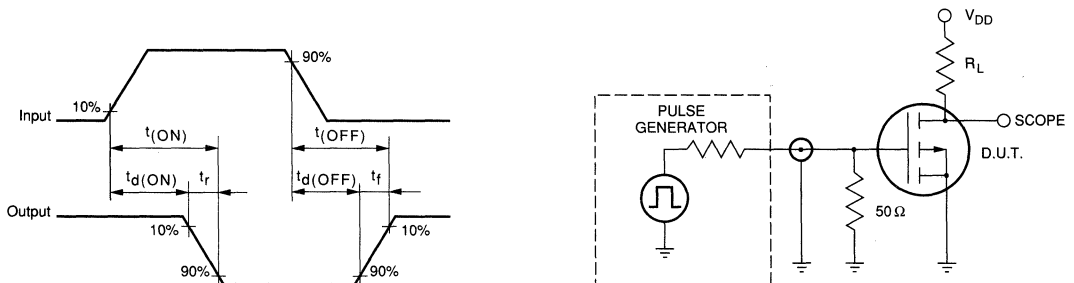 Input
10%
90%
t(ON)
t(OFF)
td(ON)
tr
td(OFF)
tf
Output
10%
90%
10%
90%
PULSE
GENERATOR
VDD
RL
SCOPE
D.U.T.
50Ω